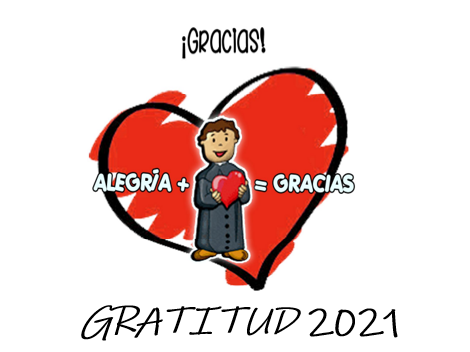 ¡Gracias!
ALEGRÍA + = GRACIAS
GRATITUD 2021